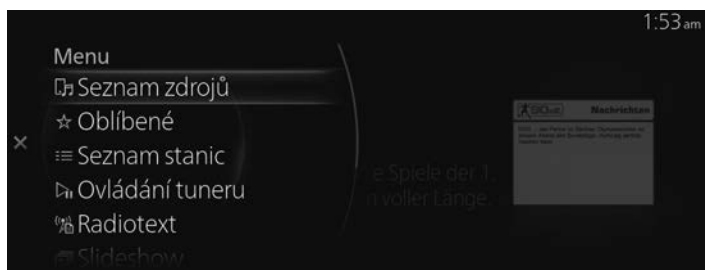 1:53 am
Menu
Seznam zdrojů
Oblíbené
Seznam stanic
Ovládání tuneru
Radiotext
Slideshow
e Spiele der 1.
n voller Länge.
Nachrichten